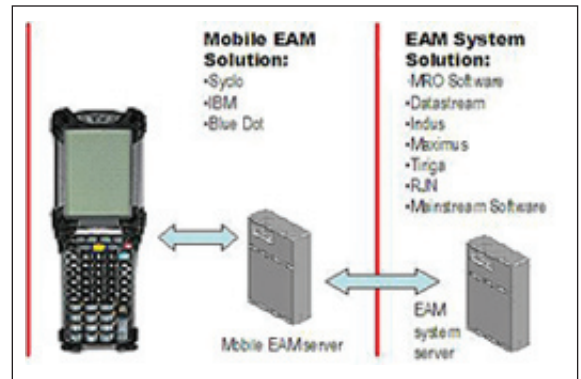 Mobile EAM
Solution:
•Syclo
•IBM
•Blue Dot
Mobile EAM server
EAM System
Solution:
•MRO Software
•Datastream
•Indus
•Maximus
•Tiriga
•RJN
•Mainstream Software
EAM
system
server